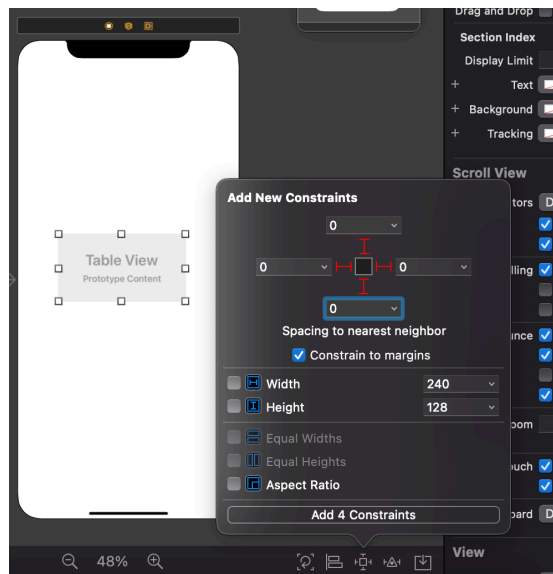 Drag and Drop
Section Index
Display Limit
+ Text
+ Background
+ Tracking
Scroll View
Add New Constraints
tors D
0
0 0
lling
Table View
Prototype Content
0
Spacing to nearest neighbor
nce
Constrain to margins
Width 240
Height 128
oom
Equal Widths
Equal Heights
ouch
Aspect Ratio
Add 4 Constraints
oard D
View
48%